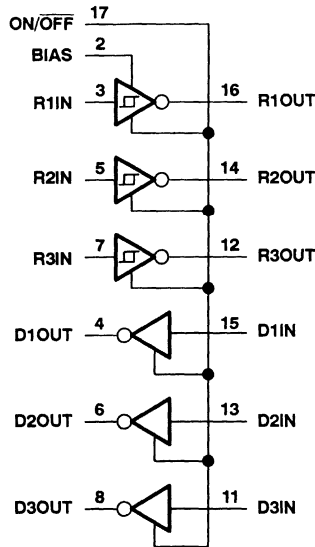 ON/OFF 17
BIAS 2
R1IN 3 16 R1OUT
R2IN 5 14 R2OUT
R3IN 7 12 R3OUT
D1OUT 4 15 D1IN
D2OUT 6 13 D2IN
D3OUT 8 11 D3IN